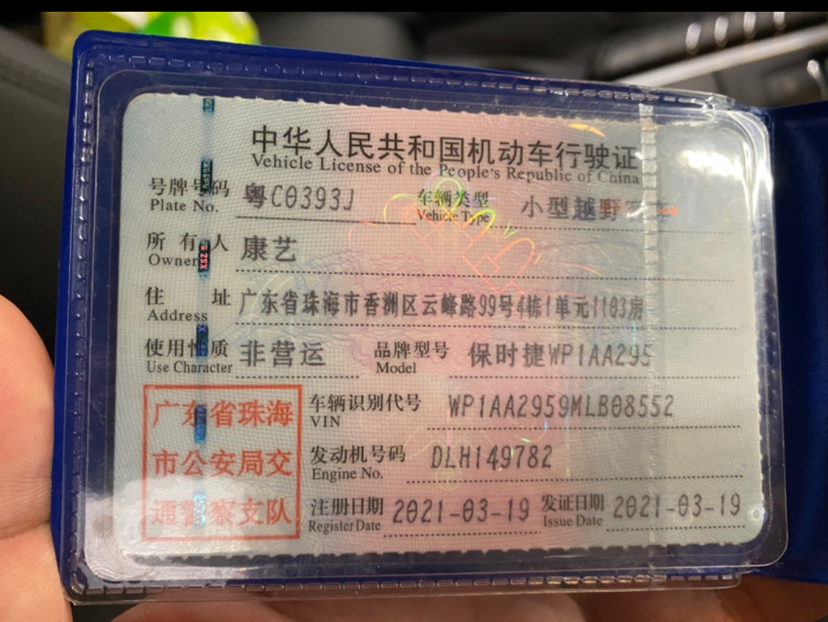 中华人民共和国机动车行驶证
Vehicle License of the People's Republic of China
号牌号码 粤C0393J 车辆类型 小型越野客车
Plate No. Vehicle Type
所有人 康艺
Owner
住址 广东省珠海市香洲区云峰路99号4栋1单元1103房
Address
使用性质 非营运 品牌型号 保时捷WP1AA295
Use Character Model
广东省珠海
市公安局交
通警察支队
车辆识别代号 WP1AA2959MLB08552
VIN
发动机号码 DLH149782
Engine No.
注册日期 2021-03-19 发证日期 2021-03-19
Register Date Issue Date